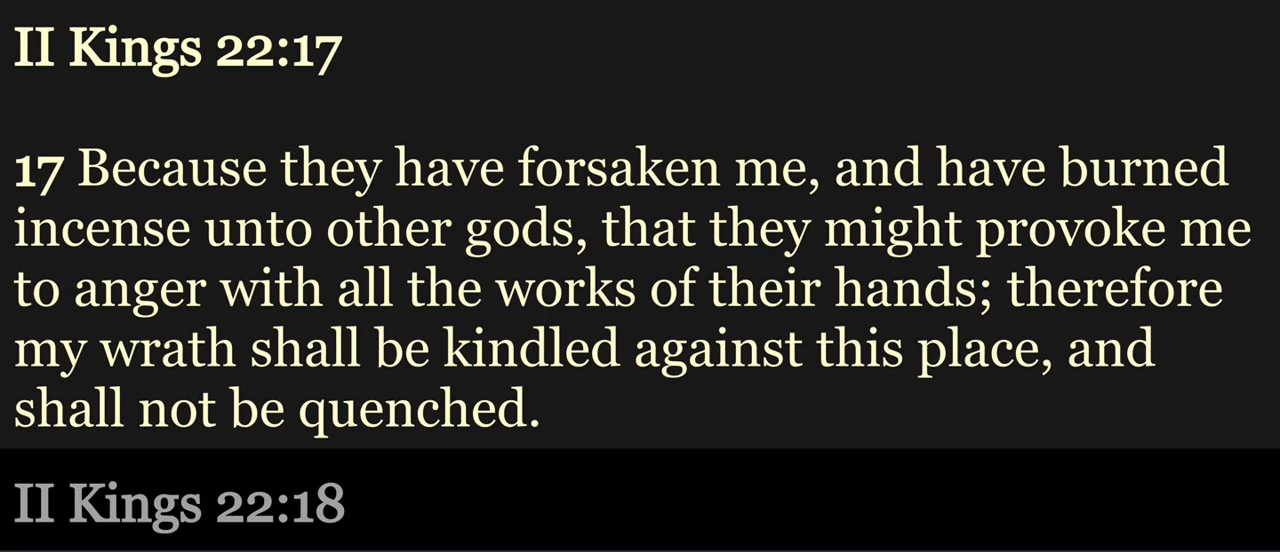 II Kings 22:17
17 Because they have forsaken me, and have burned
incense unto other gods, that they might provoke me
to anger with all the works of their hands; therefore
my wrath shall be kindled against this place, and
shall not be quenched.
II Kings 22:18